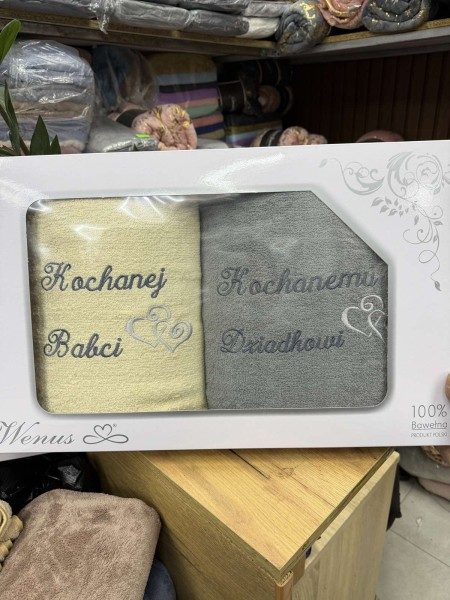 Kochanej
Babci
Kochanemu
Dziadkowi
Wenus
100%
Bawełna
PRODUKT POLSKI